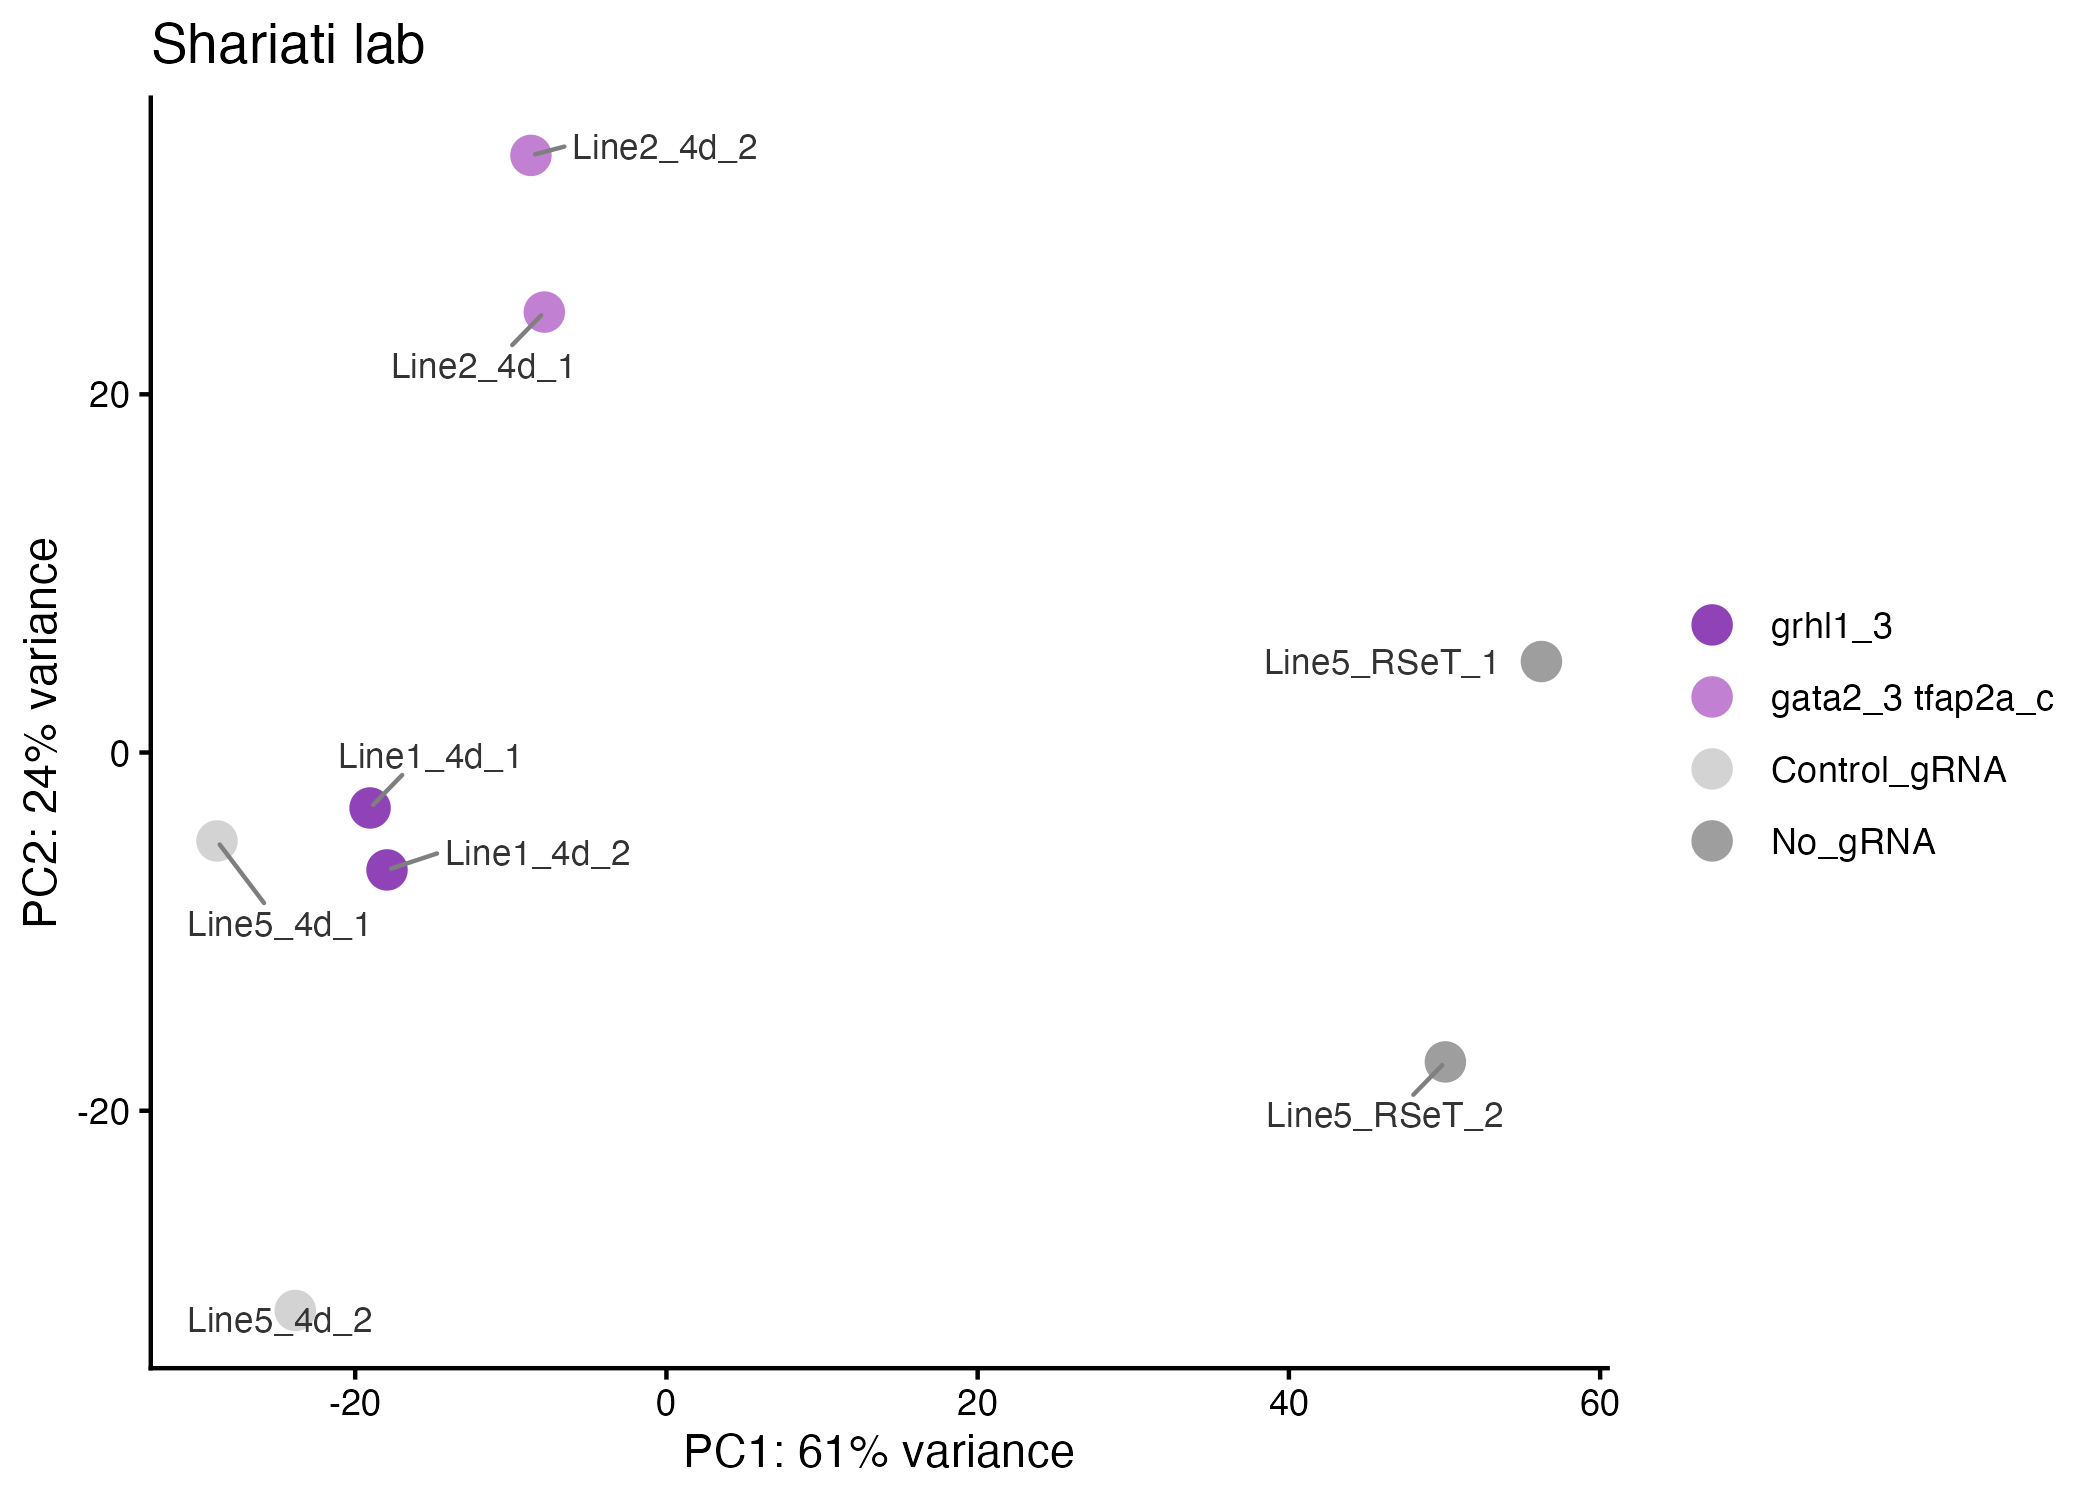 Shariati lab
Line2_4d_2
Line2_4d_1
20
Line5_RSeT_1
Line1_4d_1
0
Line1_4d_2
Line5_4d_1
-20
Line5_RSeT_2
Line5_4d_2
PC2: 24% variance
-20 0 20 40 60
PC1: 61% variance
grhl1_3
gata2_3 tfap2a_c
Control_gRNA
No_gRNA